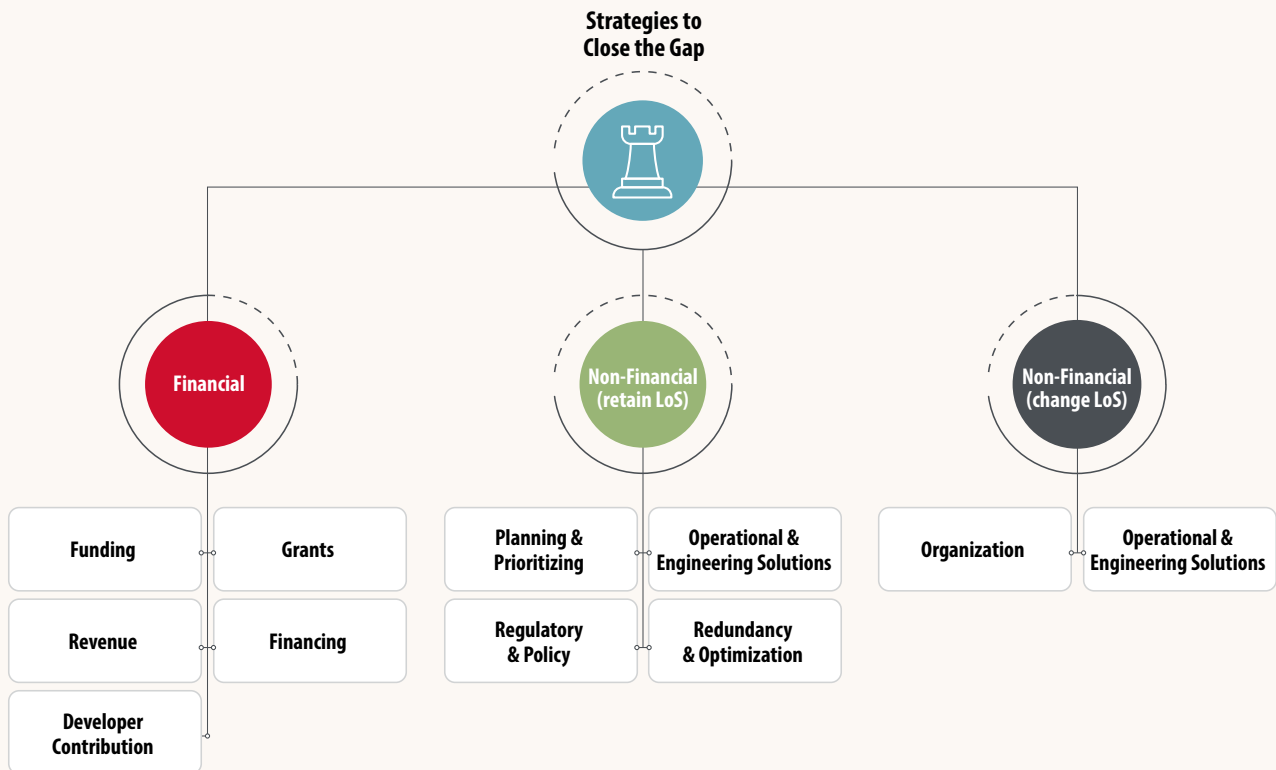 Strategies to
Close the Gap
Financial
Non-Financial
(retain LoS)
Non-Financial
(change LoS)
Funding
Grants
Revenue
Financing
Developer
Contribution
Planning &
Prioritizing
Operational &
Engineering Solutions
Regulatory
& Policy
Redundancy
& Optimization
Organization
Operational &
Engineering Solutions